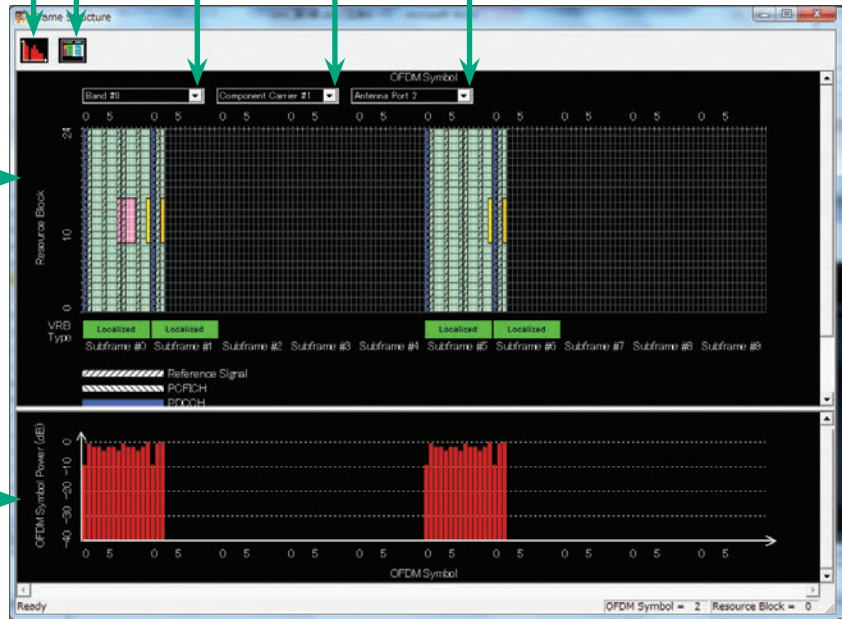 Frame Structure
OFDM Symbol
Band #0
Component Carrier #1
Antenna Port 2
0 5 0 5 0 5 0 5 0 5 0 5 0 5 0 5 0 5 0 5
24
Resource Block
10
0
VRB Type
Localized Localized Localized Localized
Subframe #0 Subframe #1 Subframe #2 Subframe #3 Subframe #4 Subframe #5 Subframe #6 Subframe #7 Subframe #8 Subframe #9
Reference Signal
PCFICH
PDCCH
OFDM Symbol Power (dB)
0
-10
-20
-30
-40
0 5 0 5 0 5 0 5 0 5 0 5 0 5 0 5 0 5 0 5
OFDM Symbol
Ready
OFDM Symbol = 2 Resource Block = 0